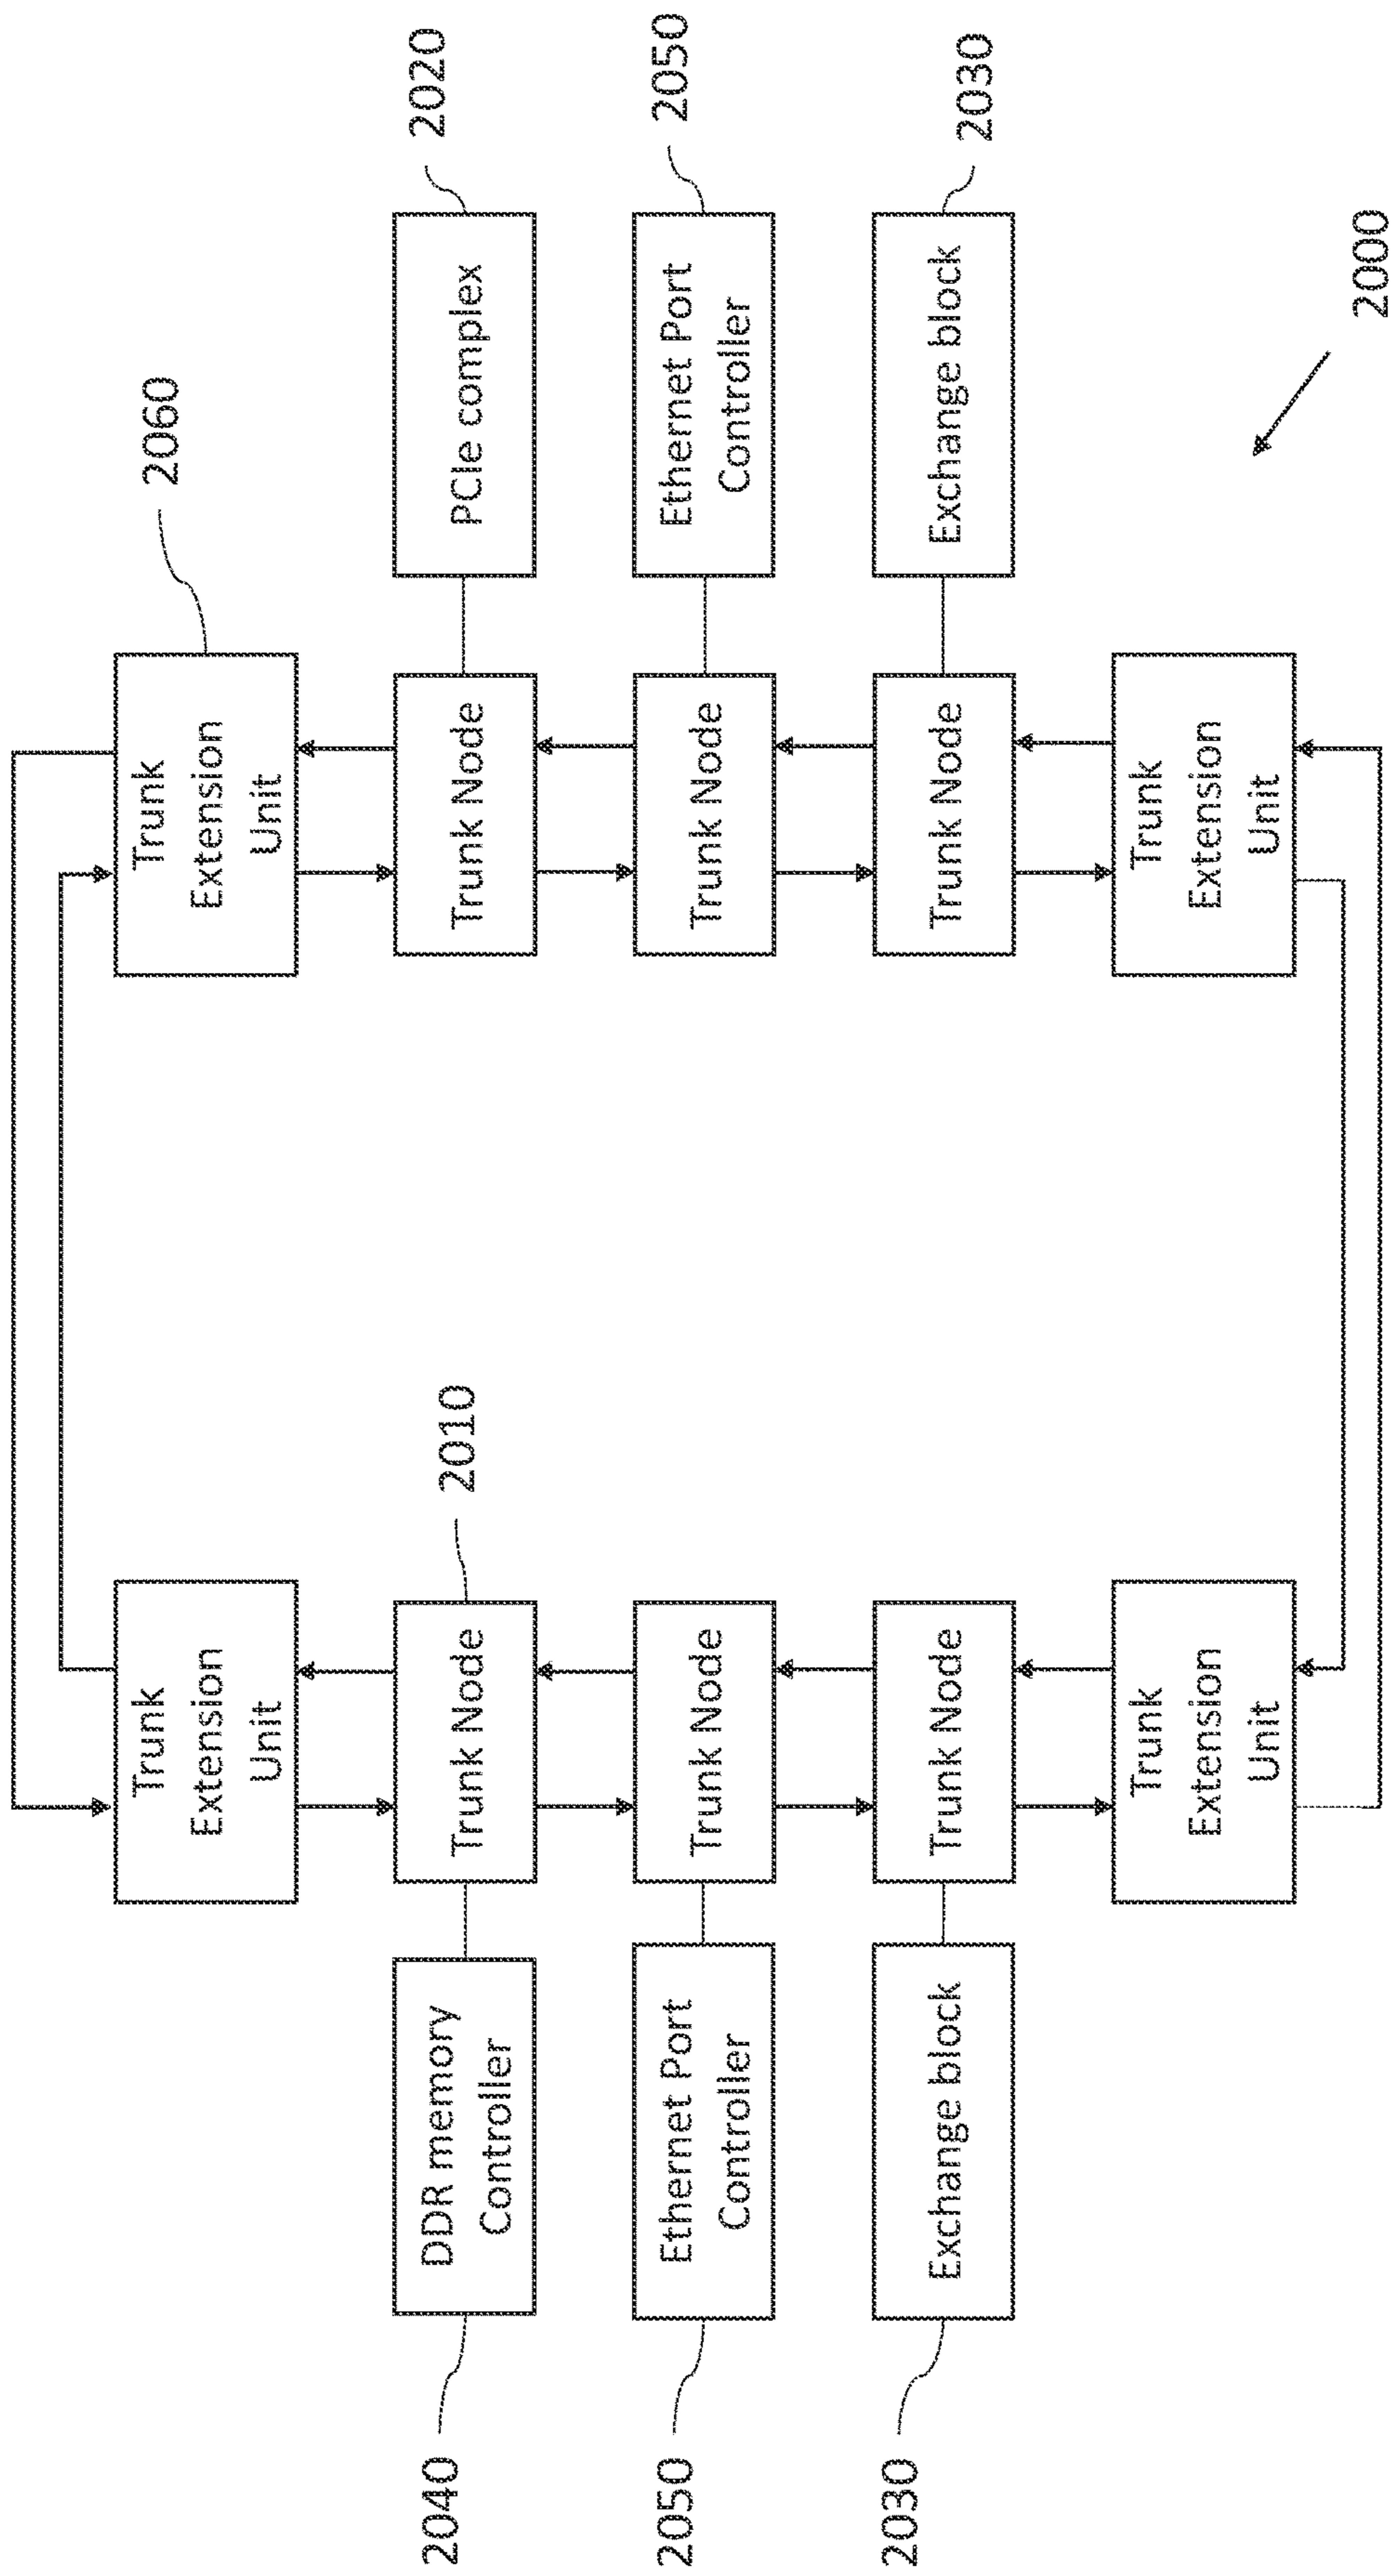 Trunk
Extension
Unit
Trunk
Extension
Unit
2060
2040
DDR memory
Controller
Trunk Node
2010
Trunk Node
PCIe complex
2020
2050
Ethernet Port
Controller
Trunk Node
Trunk Node
Ethernet Port
Controller
2050
2030
Exchange block
Trunk Node
Trunk Node
Exchange block
2030
Trunk
Extension
Unit
Trunk
Extension
Unit
2000